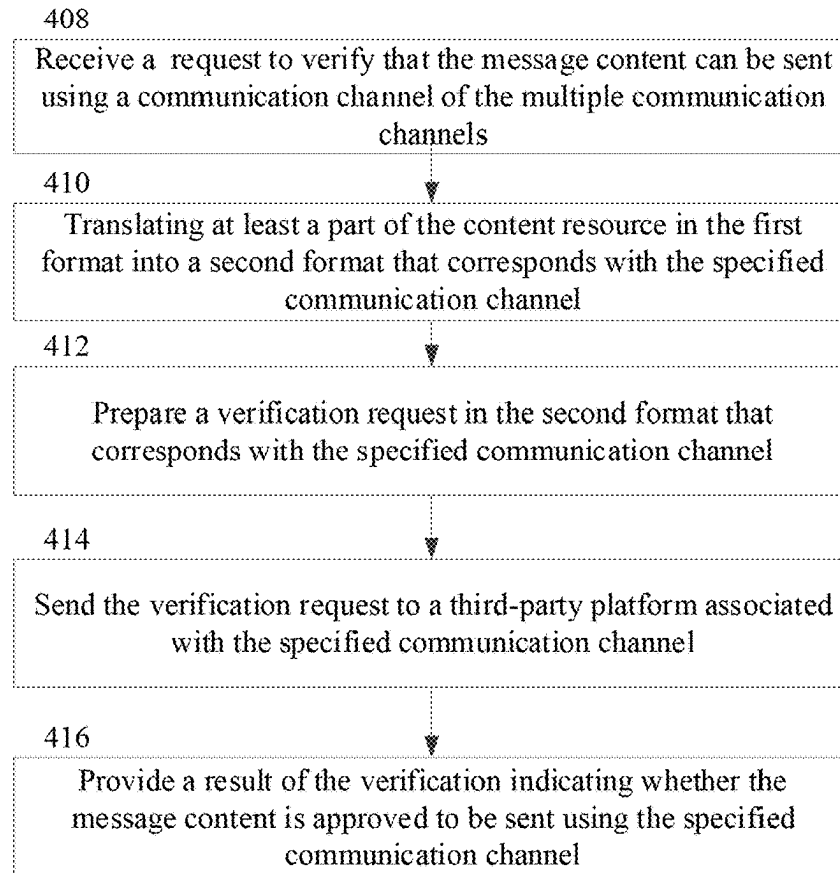 408
Receive a request to verify that the message content can be sent
using a communication channel of the multiple communication
channels
410
Translating at least a part of the content resource in the first
format into a second format that corresponds with the specified
communication channel
412
Prepare a verification request in the second format that
corresponds with the specified communication channel
414
Send the verification request to a third-party platform associated
with the specified communication channel
416
Provide a result of the verification indicating whether the
message content is approved to be sent using the specified
communication channel